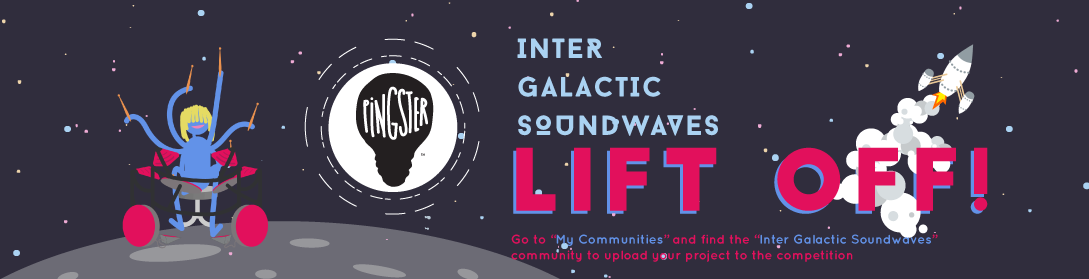 PiNGSTER
TM
INTER
GALACTIC
SOUNDWAVES
LIFT OFF!
Go to "My Communities" and find the "Inter Galactic Soundwaves"
community to upload your project to the competition